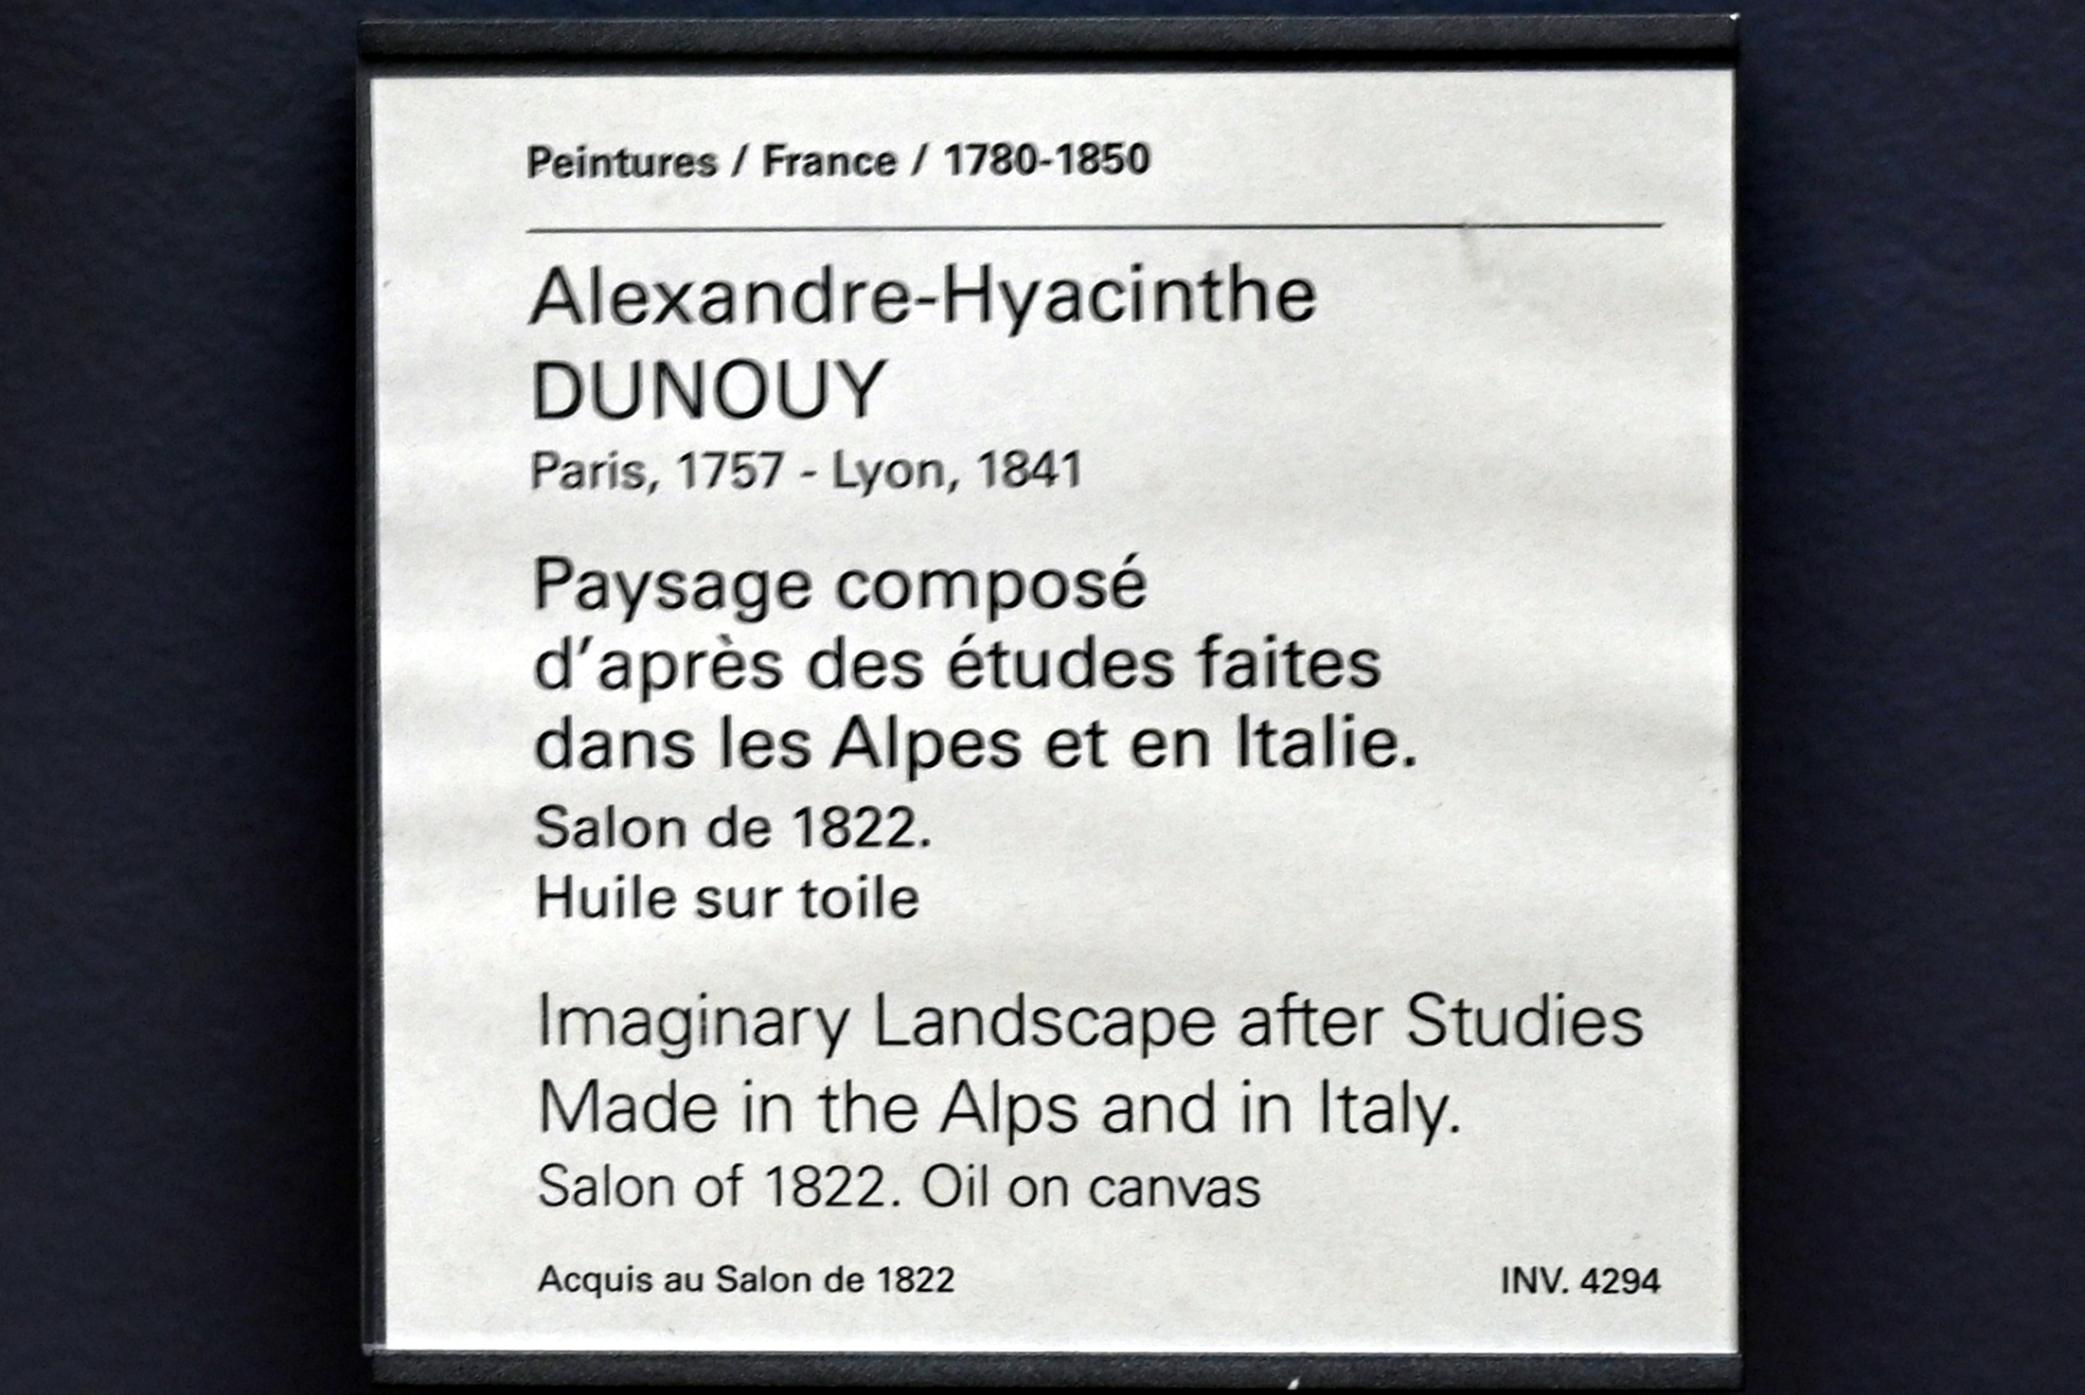 Peintures / France / 1780-1850
Alexandre-Hyacinthe
DUNOUY
Paris, 1757 - Lyon, 1841
Paysage composé
d'après des études faites
dans les Alpes et en Italie.
Salon de 1822.
Huile sur toile
Imaginary Landscape after Studies
Made in the Alps and in Italy.
Salon of 1822. Oil on canvas
Acquis au Salon de 1822 INV. 4294